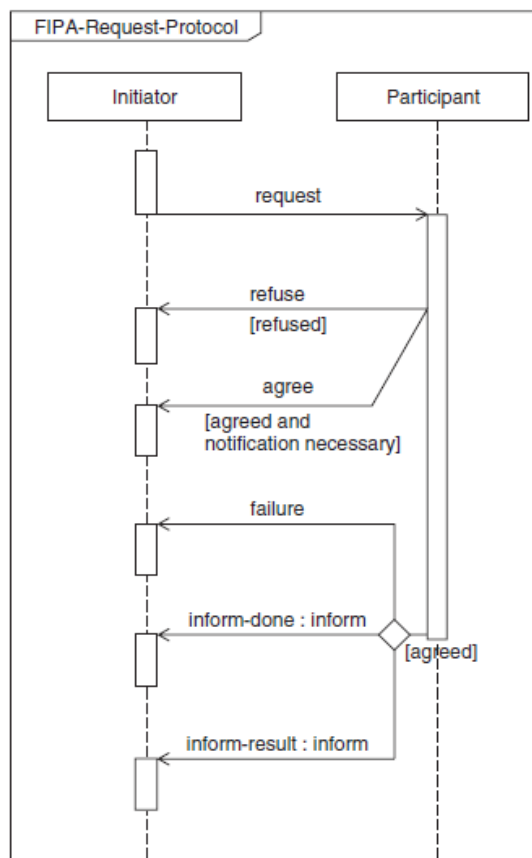 FIPA-Request-Protocol
Initiator
Participant
request
refuse
[refused]
agree
[agreed and
notification necessary]
failure
inform-done : inform
[agreed]
inform-result : inform